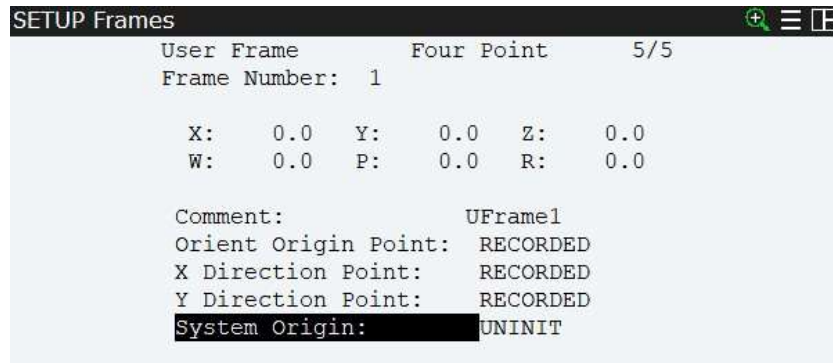 SETUP Frames
User Frame Four Point 5/5
Frame Number: 1
X: 0.0 Y: 0.0 Z: 0.0
W: 0.0 P: 0.0 R: 0.0
Comment: UFrame1
Orient Origin Point: RECORDED
X Direction Point: RECORDED
Y Direction Point: RECORDED
System Origin: UNINIT